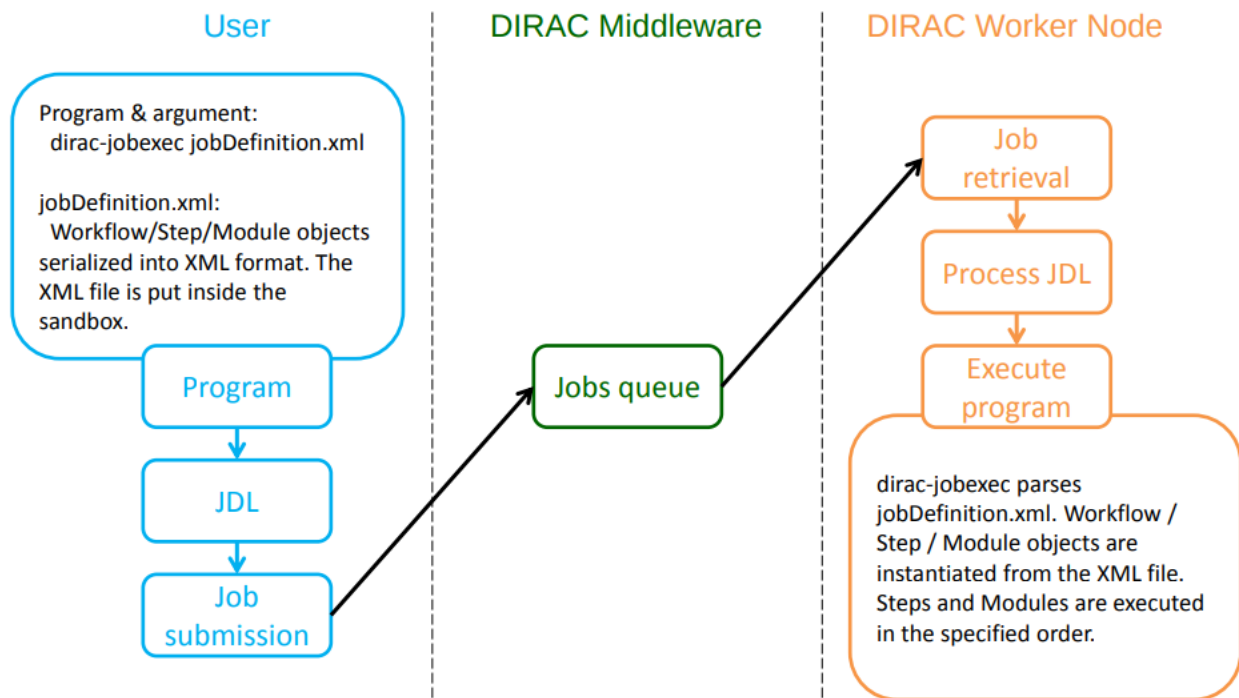 User
DIRAC Middleware
DIRAC Worker Node
Program & argument:
dirac-jobexec jobDefinition.xml
jobDefinition.xml:
Workflow/Step/Module objects
serialized into XML format. The
XML file is put inside the
sandbox.
Program
JDL
Job
submission
Jobs queue
Job
retrieval
Process JDL
Execute
program
dirac-jobexec parses
jobDefinition.xml. Workflow /
Step / Module objects are
instantiated from the XML file.
Steps and Modules are executed
in the specified order.